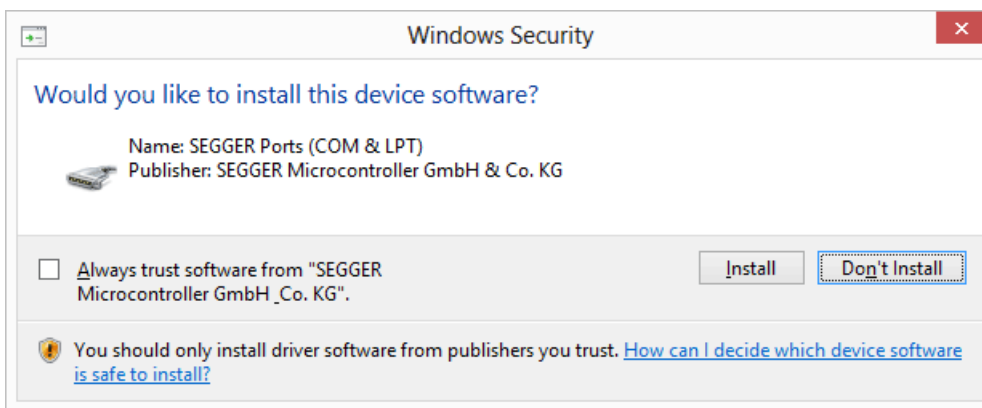 Windows Security
Would you like to install this device software?
Name: SEGGER Ports (COM & LPT)
Publisher: SEGGER Microcontroller GmbH & Co. KG
Always trust software from "SEGGER
Microcontroller GmbH _Co. KG".
Install
Don't Install
You should only install driver software from publishers you trust. How can I decide which device software
is safe to install?